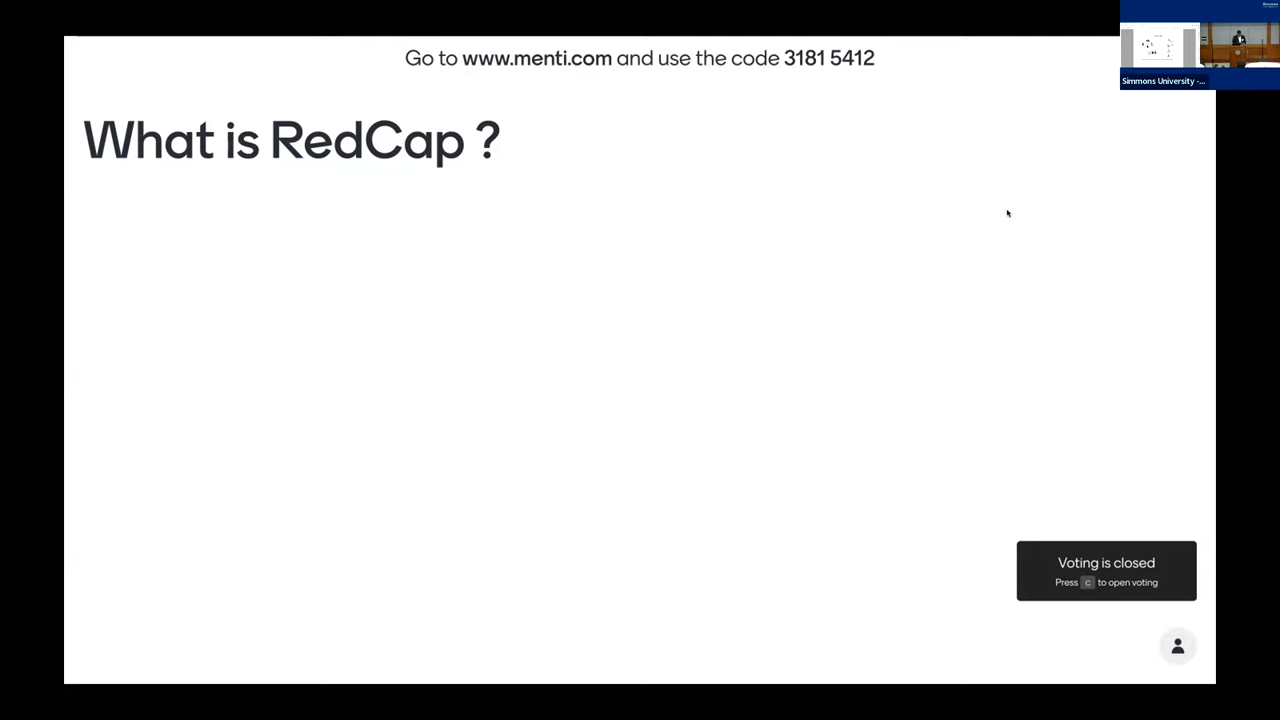 Go to www.menti.com and use the code 3181 5412
Simmons University -...
What is RedCap ?
Voting is closed
Press c to open voting